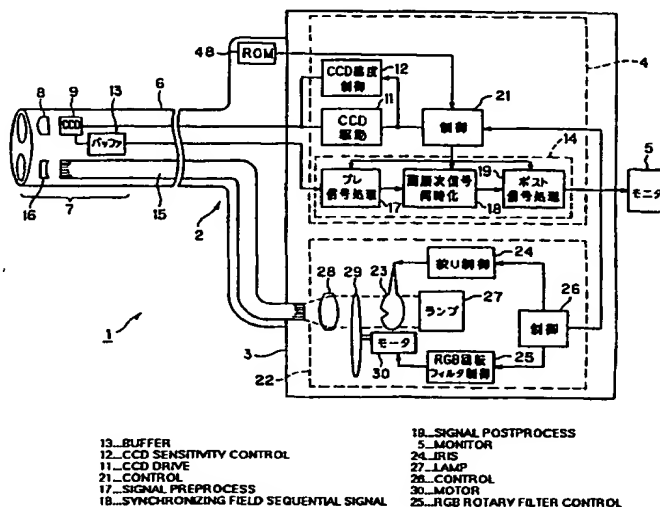 48
ROM
6
CCD感度
制御
12
4
8
9
13
CCD
バッファ
11
CCD
駆動
21
制御
14
5
モニタ
プレ
信号処理
17
面順次信号
同時化
18
19
ポスト
信号処理
16
7
15
2
28
29
23
絞り制御
24
ランプ
27
26
制御
モータ
30
RGB回転
フィルタ制御
25
3
22
1
13...BUFFER
12...CCD SENSITIVITY CONTROL
11...CCD DRIVE
21...CONTROL
17...SIGNAL PREPROCESS
18...SYNCHRONIZING FIELD SEQUENTIAL SIGNAL
19...SIGNAL POSTPROCESS
5...MONITOR
24...IRIS
27...LAMP
26...CONTROL
30...MOTOR
25...RGB ROTARY FILTER CONTROL